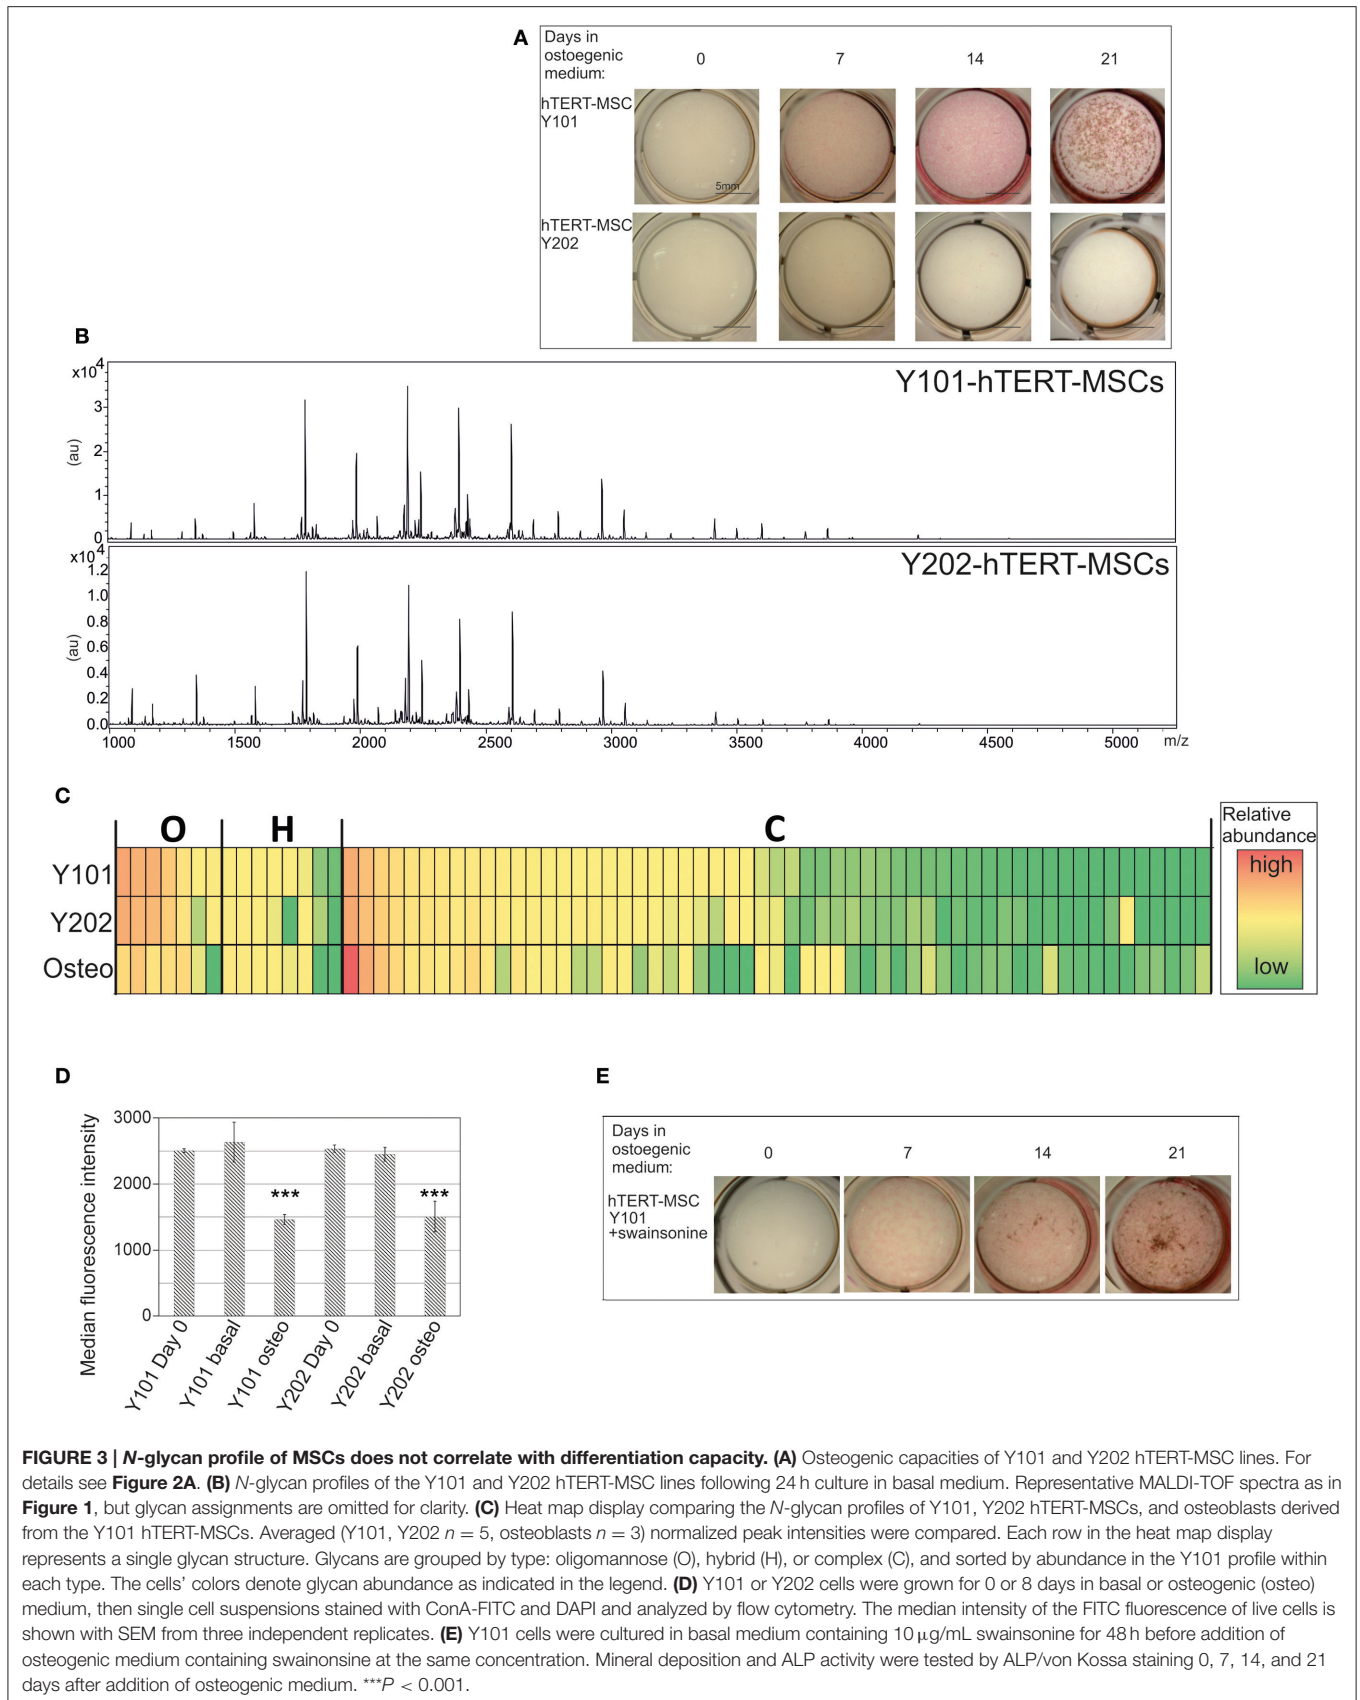 A
Days in
ostoegenic
medium:
0 7 14 21
hTERT-MSC
Y101
5mm
hTERT-MSC
Y202
B
x10⁴
3
2
1
0
(au)
Y101-hTERT-MSCs
x10⁴
1.2
1.0
0.8
0.6
0.4
0.2
0.0
(au)
Y202-hTERT-MSCs
1000 1500 2000 2500 3000 3500 4000 4500 5000 m/z
C
O H C
Y101
Y202
Osteo
Relative
abundance
high
low
D
Median fluorescence intensity
3000
2000
1000
0
*** ***
Y101 Day 0
Y101 basal
Y101 osteo
Y202 Day 0
Y202 basal
Y202 osteo
E
Days in
ostoegenic
medium:
0 7 14 21
hTERT-MSC
Y101
+swainsonine
FIGURE 3 | N-glycan profile of MSCs does not correlate with differentiation capacity. (A) Osteogenic capacities of Y101 and Y202 hTERT-MSC lines. For
details see Figure 2A. (B) N-glycan profiles of the Y101 and Y202 hTERT-MSC lines following 24 h culture in basal medium. Representative MALDI-TOF spectra as in
Figure 1, but glycan assignments are omitted for clarity. (C) Heat map display comparing the N-glycan profiles of Y101, Y202 hTERT-MSCs, and osteoblasts derived
from the Y101 hTERT-MSCs. Averaged (Y101, Y202 n = 5, osteoblasts n = 3) normalized peak intensities were compared. Each row in the heat map display
represents a single glycan structure. Glycans are grouped by type: oligomannose (O), hybrid (H), or complex (C), and sorted by abundance in the Y101 profile within
each type. The cells' colors denote glycan abundance as indicated in the legend. (D) Y101 or Y202 cells were grown for 0 or 8 days in basal or osteogenic (osteo)
medium, then single cell suspensions stained with ConA-FITC and DAPI and analyzed by flow cytometry. The median intensity of the FITC fluorescence of live cells is
shown with SEM from three independent replicates. (E) Y101 cells were cultured in basal medium containing 10 μg/mL swainsonine for 48 h before addition of
osteogenic medium containing swainonsine at the same concentration. Mineral deposition and ALP activity were tested by ALP/von Kossa staining 0, 7, 14, and 21
days after addition of osteogenic medium. ***P < 0.001.